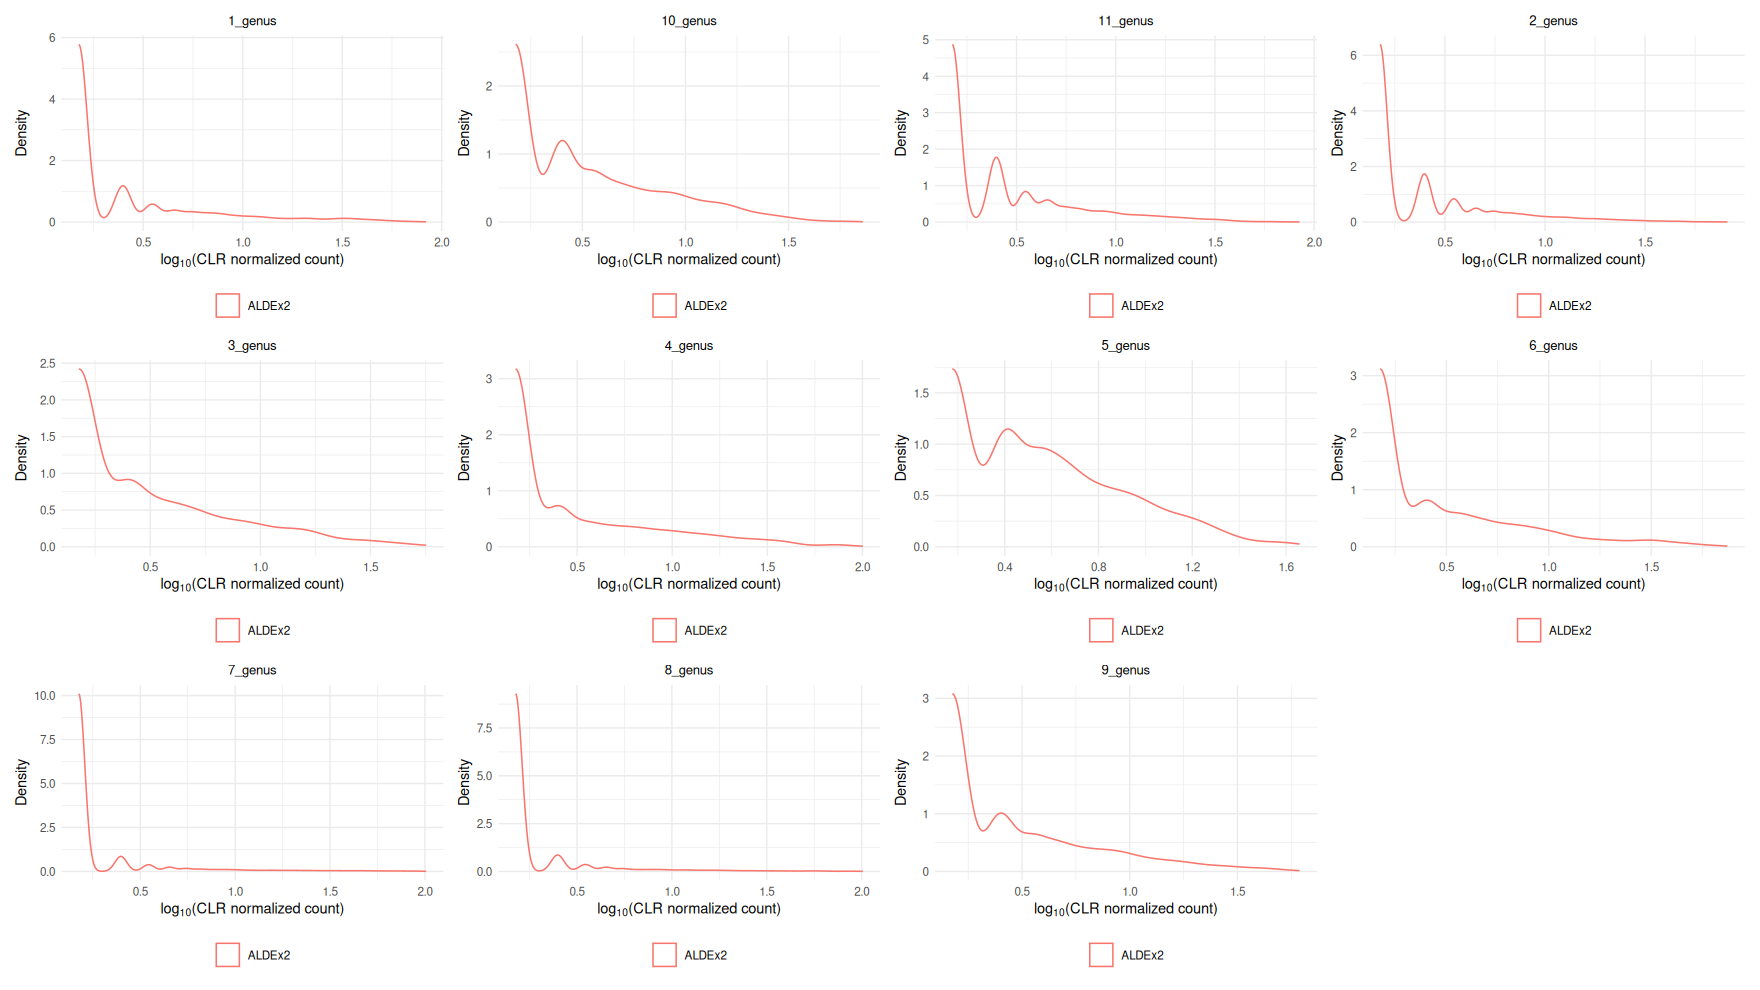 1_genus
Density
6
4
2
0
0.5 1.0 1.5 2.0
log10(CLR normalized count)
ALDEx2
10_genus
Density
2
1
0
0.5 1.0 1.5
log10(CLR normalized count)
ALDEx2
11_genus
Density
5
4
3
2
1
0
0.5 1.0 1.5 2.0
log10(CLR normalized count)
ALDEx2
2_genus
Density
6
4
2
0
0.5 1.0 1.5
log10(CLR normalized count)
ALDEx2
3_genus
Density
2.5
2.0
1.5
1.0
0.5
0.0
0.5 1.0 1.5
log10(CLR normalized count)
ALDEx2
4_genus
Density
3
2
1
0
0.5 1.0 1.5 2.0
log10(CLR normalized count)
ALDEx2
5_genus
Density
1.5
1.0
0.5
0.0
0.4 0.8 1.2 1.6
log10(CLR normalized count)
ALDEx2
6_genus
Density
3
2
1
0
0.5 1.0 1.5
log10(CLR normalized count)
ALDEx2
7_genus
Density
10.0
7.5
5.0
2.5
0.0
0.5 1.0 1.5 2.0
log10(CLR normalized count)
ALDEx2
8_genus
Density
7.5
5.0
2.5
0.0
0.5 1.0 1.5 2.0
log10(CLR normalized count)
ALDEx2
9_genus
Density
3
2
1
0
0.5 1.0 1.5
log10(CLR normalized count)
ALDEx2